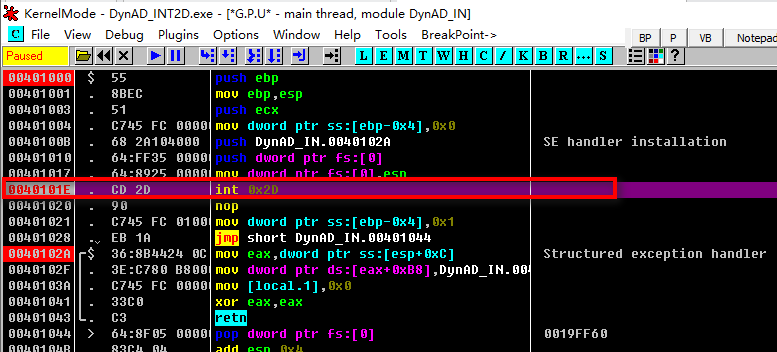 KernelMode - DynAD_INT2D.exe - [*G.P.U* - main thread, module DynAD_IN]
C File View Debug Plugins Options Window Help Tools BreakPoint-> BP P VB Notepad
Paused L E M T W H C / K B R ... S ?
00401000 $ 55 push ebp
00401001 . 8BEC mov ebp,esp
00401003 . 51 push ecx
00401004 . C745 FC 0000 mov dword ptr ss:[ebp-0x4],0x0
0040100B . 68 2A104000 push DynAD_IN.0040102A SE handler installation
00401010 . 64:FF35 0000 push dword ptr fs:[0]
00401017 . 64:8925 0000 mov dword ptr fs:[0],esp
0040101E . CD 2D int 0x2D
00401020 . 90 nop
00401021 . C745 FC 0100 mov dword ptr ss:[ebp-0x4],0x1
00401028 . EB 1A jmp short DynAD_IN.00401044
0040102A $ 36:8B4424 0C mov eax,dword ptr ss:[esp+0xC] Structured exception handler
0040102F . 3E:C780 B800 mov dword ptr ds:[eax+0xB8],DynAD_IN.004
0040103A . C745 FC 0000 mov [local.1],0x0
00401041 . 33C0 xor eax,eax
00401043 . C3 retn
00401044 > 64:8F05 0000 pop dword ptr fs:[0] 0019FF60
0040104B . 83C4 04 add esp,0x4